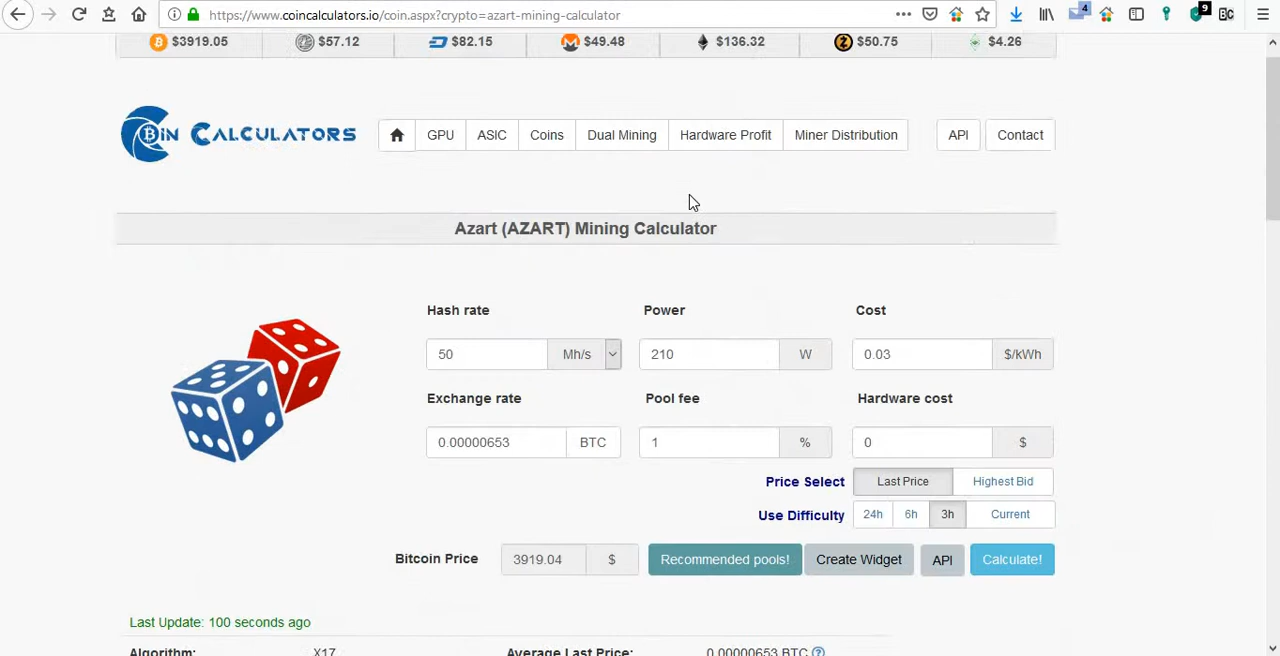 https://www.coincalculators.io/coin.aspx?crypto=azart-mining-calculator
4
9
$3919.05 $57.12 $82.15 $49.48 $136.32 $50.75 $4.26
COIN CALCULATORS
GPU ASIC Coins Dual Mining Hardware Profit Miner Distribution API Contact
Azart (AZART) Mining Calculator
Hash rate Power Cost
50 Mh/s 210 W 0.03 $/kWh
Exchange rate Pool fee Hardware cost
0.00000653 BTC 1 % 0 $
Price Select Last Price Highest Bid
Use Difficulty 24h 6h 3h Current
Bitcoin Price 3919.04 $ Recommended pools! Create Widget API Calculate!
Last Update: 100 seconds ago
Algorithm: X17 Average Last Price: 0.00000653 BTC